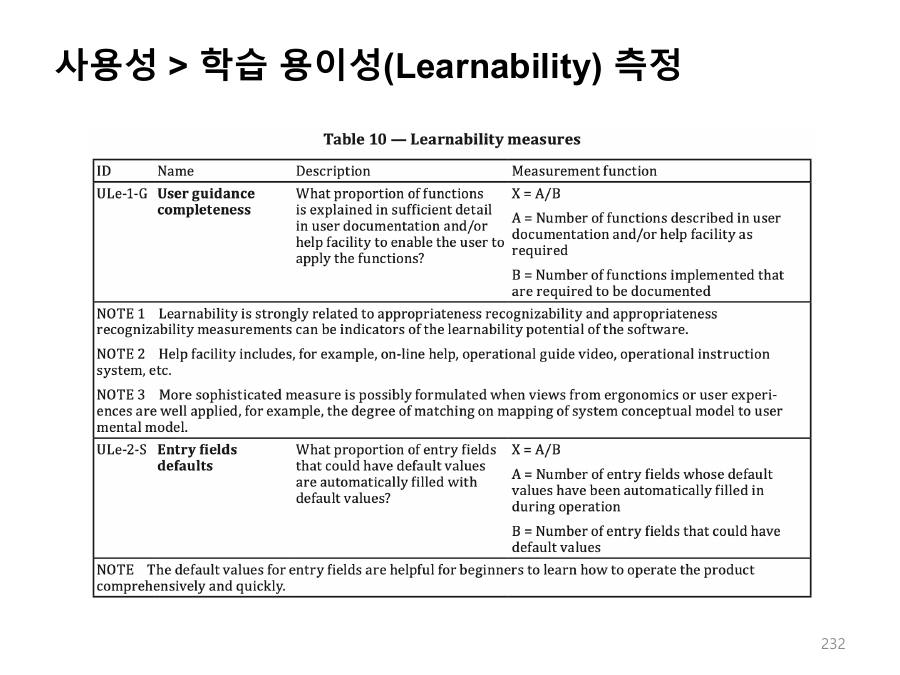 사용성 > 학습 용이성(Learnability) 측정
Table 10 — Learnability measures
ID Name Description Measurement function
ULe-1-G User guidance completeness
What proportion of functions
is explained in sufficient detail
in user documentation and/or
help facility to enable the user to
apply the functions?
X = A/B
A = Number of functions described in user
documentation and/or help facility as
required
B = Number of functions implemented that
are required to be documented
NOTE 1 Learnability is strongly related to appropriateness recognizability and appropriateness
recognizability measurements can be indicators of the learnability potential of the software.
NOTE 2 Help facility includes, for example, on-line help, operational guide video, operational instruction
system, etc.
NOTE 3 More sophisticated measure is possibly formulated when views from ergonomics or user experi-
ences are well applied, for example, the degree of matching on mapping of system conceptual model to user
mental model.
ULe-2-S Entry fields defaults
What proportion of entry fields
that could have default values
are automatically filled with
default values?
X = A/B
A = Number of entry fields whose default
values have been automatically filled in
during operation
B = Number of entry fields that could have
default values
NOTE The default values for entry fields are helpful for beginners to learn how to operate the product
comprehensively and quickly.
232